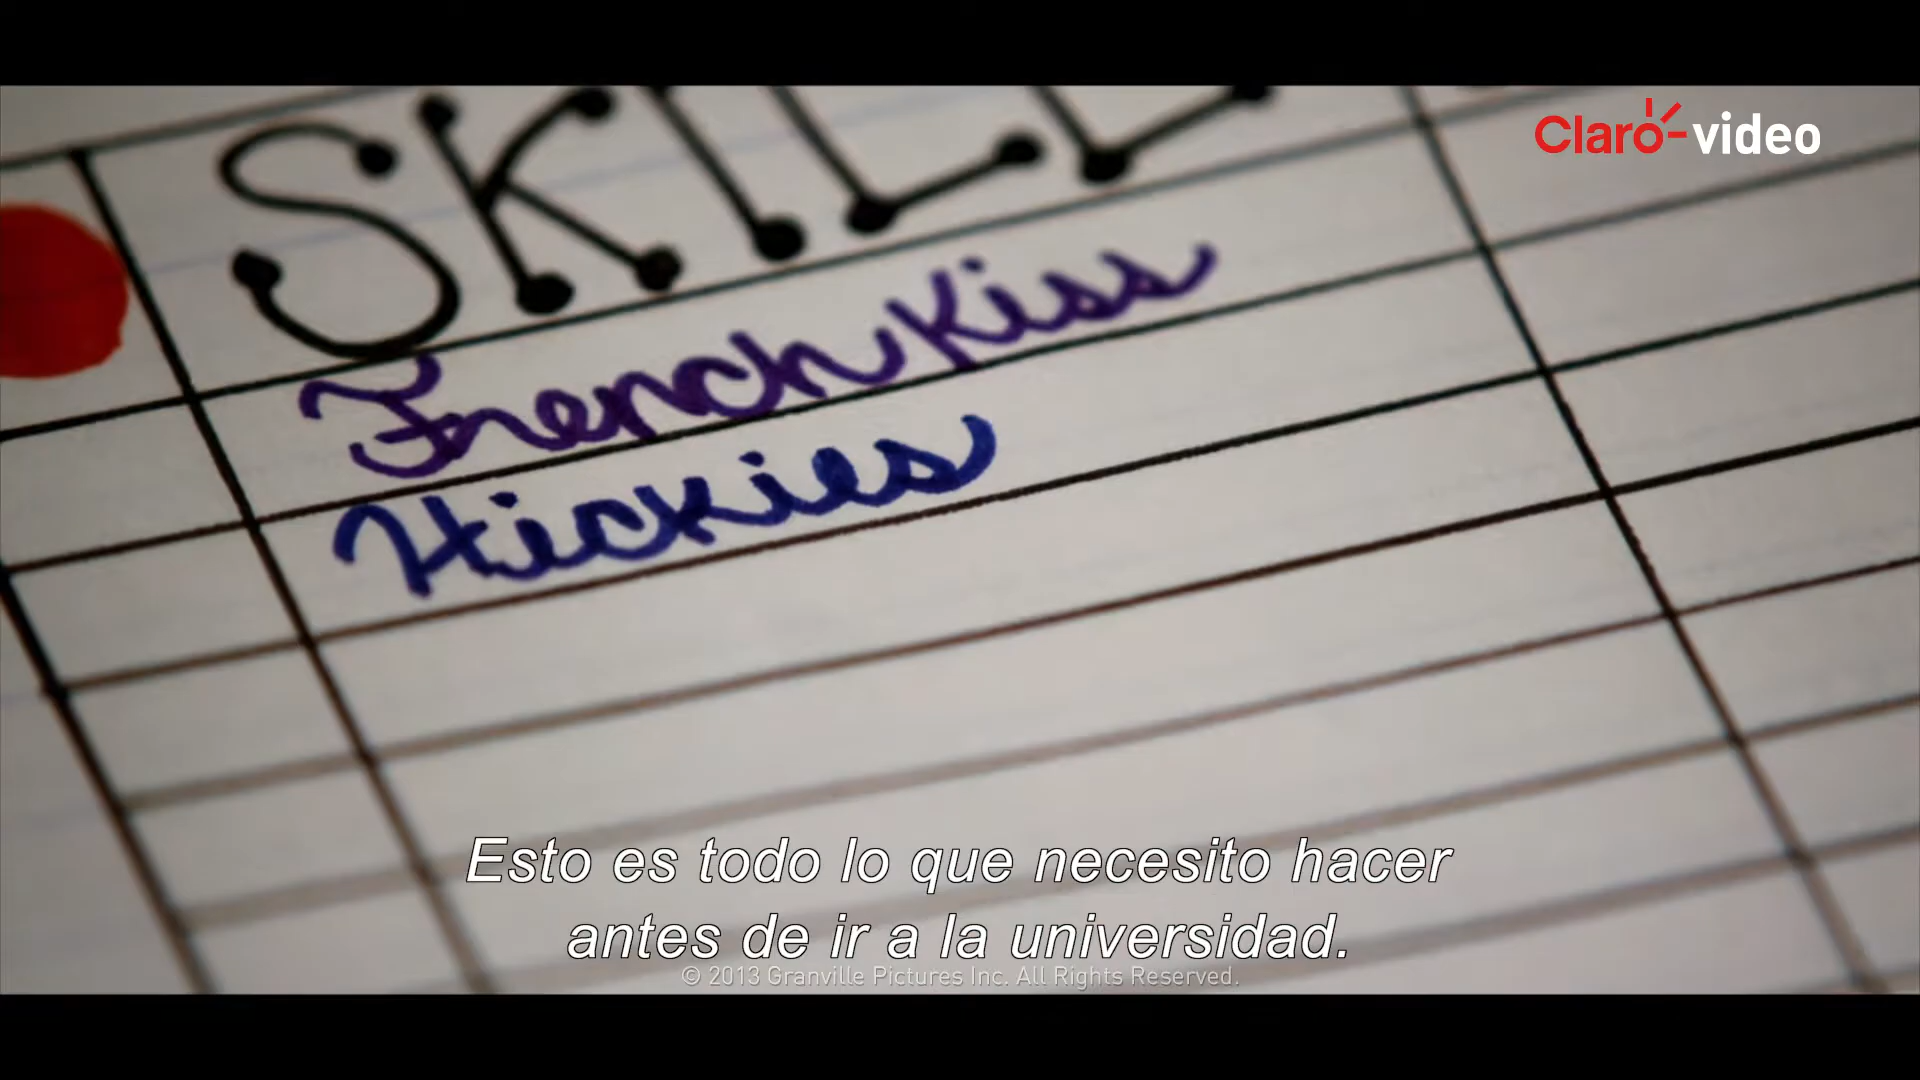 Claro-video
SKILL
French Kiss
Hickies
Esto es todo lo que necesito hacer
antes de ir a la universidad.
© 2013 Granville Pictures Inc. All Rights Reserved.